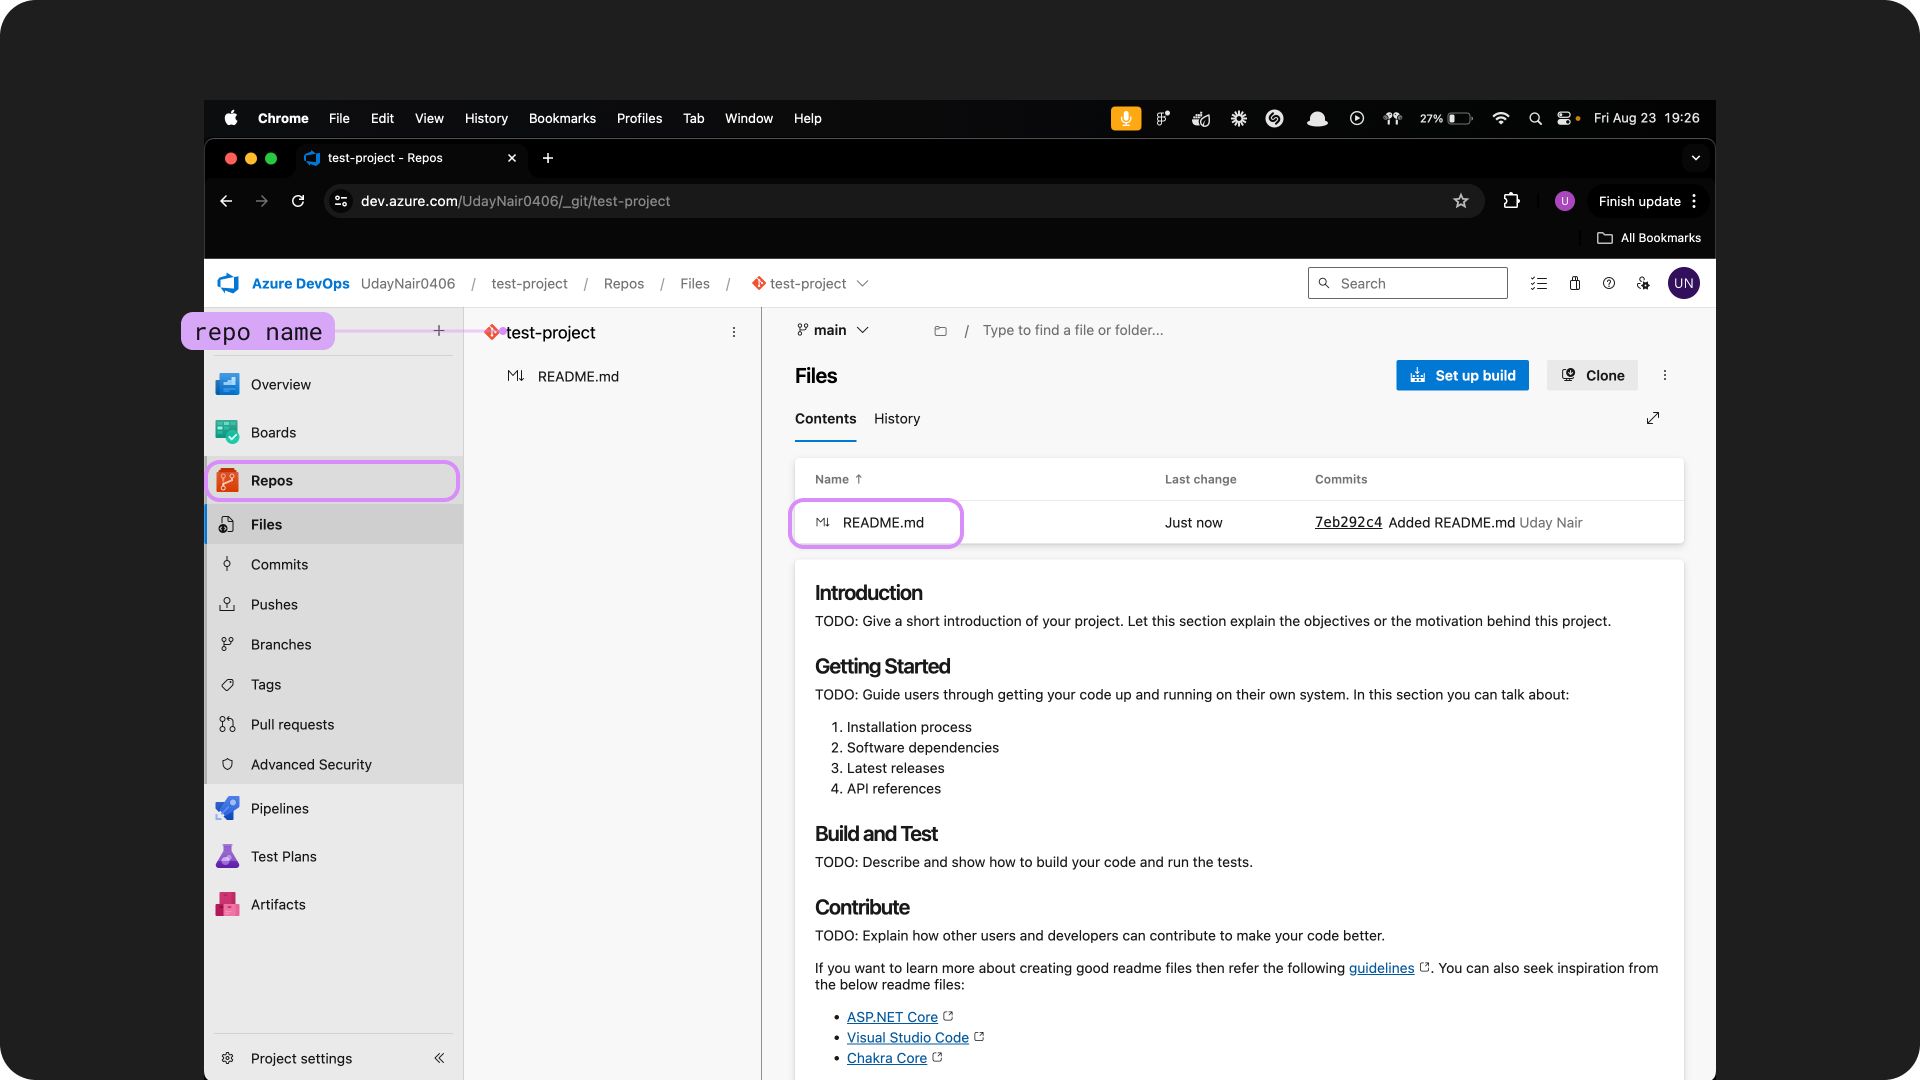 Chrome File Edit View History Bookmarks Profiles Tab Window Help 27% Fri Aug 23 19:26
test-project - Repos
dev.azure.com/UdayNair0406/_git/test-project U Finish update
All Bookmarks
Azure DevOps UdayNair0406 / test-project / Repos / Files / test-project Search UN
repo name
Overview
Boards
Repos
Files
Commits
Pushes
Branches
Tags
Pull requests
Advanced Security
Pipelines
Test Plans
Artifacts
Project settings
test-project
README.md
main / Type to find a file or folder...
Files Set up build Clone
Contents History
Name ↑ Last change Commits
README.md Just now 7eb292c4 Added README.md Uday Nair
Introduction
TODO: Give a short introduction of your project. Let this section explain the objectives or the motivation behind this project.
Getting Started
TODO: Guide users through getting your code up and running on their own system. In this section you can talk about:
1. Installation process
2. Software dependencies
3. Latest releases
4. API references
Build and Test
TODO: Describe and show how to build your code and run the tests.
Contribute
TODO: Explain how other users and developers can contribute to make your code better.
If you want to learn more about creating good readme files then refer the following guidelines. You can also seek inspiration from
the below readme files:
• ASP.NET Core
• Visual Studio Code
• Chakra Core